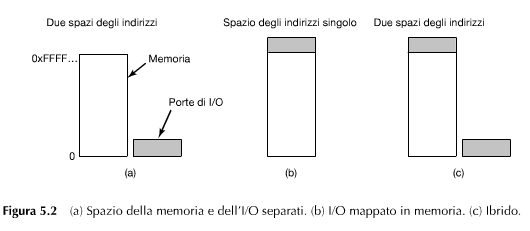 Due spazi degli indirizzi
Spazio degli indirizzi singolo
Due spazi degli indirizzi
0xFFFF...
Memoria
Porte di I/O
0
(a)
(b)
(c)
Figura 5.2 (a) Spazio della memoria e dell'I/O separati. (b) I/O mappato in memoria. (c) Ibrido.